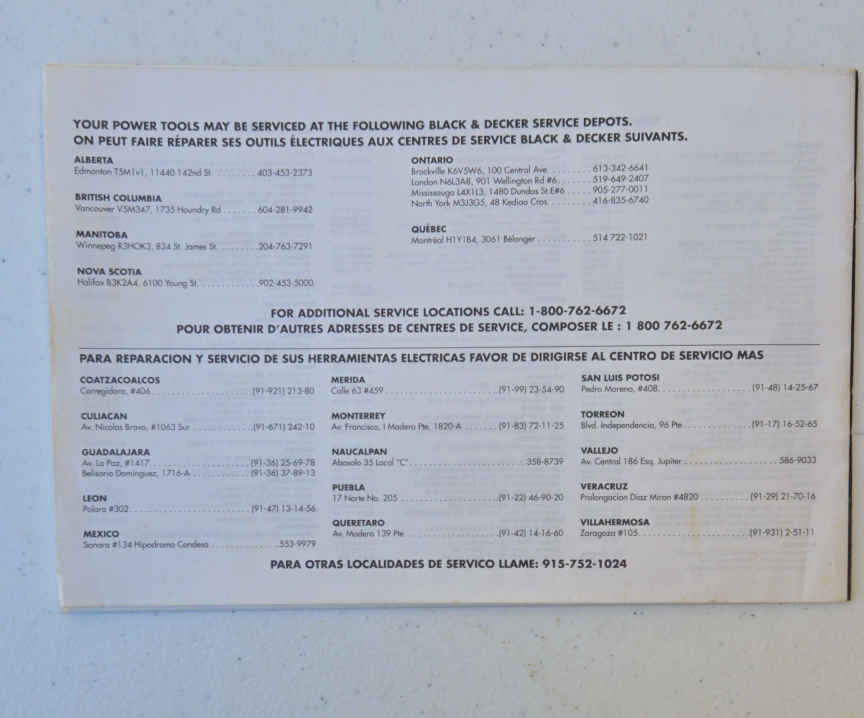 YOUR POWER TOOLS MAY BE SERVICED AT THE FOLLOWING BLACK & DECKER SERVICE DEPOTS.
ON PEUT FAIRE RÉPARER SES OUTILS ÉLECTRIQUES AUX CENTRES DE SERVICE BLACK & DECKER SUIVANTS.
ALBERTA
Edmonton T5M1v1, 11440 142nd St. . . . . . . . . 403-453-2373
BRITISH COLUMBIA
Vancouver V5M347, 1735 Houndry Rd . . . . . . . 604-281-9942
MANITOBA
Winnepeg R3HOK3, 834 St. James St. . . . . . . . .204-763-7291
NOVA SCOTIA
Halifax B3K2A4, 6100 Young St. . . . . . . . . . . . .902-453-5000
ONTARIO
Brockville K6V5W6, 100 Central Ave. . . . . . . . . 613-342-6641
London N6L3A8, 901 Wellington Rd #6. . . . . . . 519-649-2407
Mississauga L4X1L3, 1480 Dundas St.E#6 . . . . . 905-277-0011
North York M3J3G5, 48 Kediao Cros. . . . . . . . . 416-835-6740
QUÉBEC
Montréal H1Y1B4, 3061 Bélanger . . . . . . . . . . . 514 722-1021
FOR ADDITIONAL SERVICE LOCATIONS CALL: 1-800-762-6672
POUR OBTENIR D'AUTRES ADRESSES DE CENTRES DE SERVICE, COMPOSER LE : 1 800 762-6672
PARA REPARACION Y SERVICIO DE SUS HERRAMIENTAS ELECTRICAS FAVOR DE DIRIGIRSE AL CENTRO DE SERVICIO MAS
COATZACOALCOS
Corregidora, #406 . . . . . . . . . . . . . . . . . . . . (91-921) 213-80
CULIACAN
Av. Nicolas Bravo, #1063 Sur . . . . . . . . . . . .(91-671) 242-10
GUADALAJARA
Av. La Paz, #1417 . . . . . . . . . . . . . . . . . . . . (91-36) 25-69-78
Belisario Dominguez, 1716-A . . . . . . . . . . . (91-36) 37-89-13
LEON
Polara #302. . . . . . . . . . . . . . . . . . . . . . . . (91-47) 13-14-56
MEXICO
Sonora #134 Hipodromo Condesa . . . . . . . . . . . . . .553-9979
MERIDA
Calle 63 #459 . . . . . . . . . . . . . . . . . . . . . . .(91-99) 23-54-90
MONTERREY
Av. Francisco, I Madero Pte. 1820-A . . . . . . . (91-83) 72-11-25
NAUCALPAN
Abasolo 35 Local "C". . . . . . . . . . . . . . . . . . . . . . . . 358-8739
PUEBLA
17 Norte No. 205 . . . . . . . . . . . . . . . . . . . . .(91-22) 46-90-20
QUERETARO
Av. Madero 139 Pte . . . . . . . . . . . . . . . . . . .(91-42) 14-16-60
SAN LUIS POTOSI
Pedro Moreno, #408. . . . . . . . . . . . . . . . . . . (91-48) 14-25-67
TORREON
Blvd. Independencia, 96 Pte. . . . . . . . . . . . . . .(91-17) 16-52-65
VALLEJO
Av. Central 186 Esq. Jupiter . . . . . . . . . . . . . . . . . . . 586-9033
VERACRUZ
Prolongacion Diaz Miron #4820 . . . . . . . . . . (91-29) 21-70-16
VILLAHERMOSA
Zaragoza #105. . . . . . . . . . . . . . . . . . . . . . .(91-931) 2-51-11
PARA OTRAS LOCALIDADES DE SERVICO LLAME: 915-752-1024